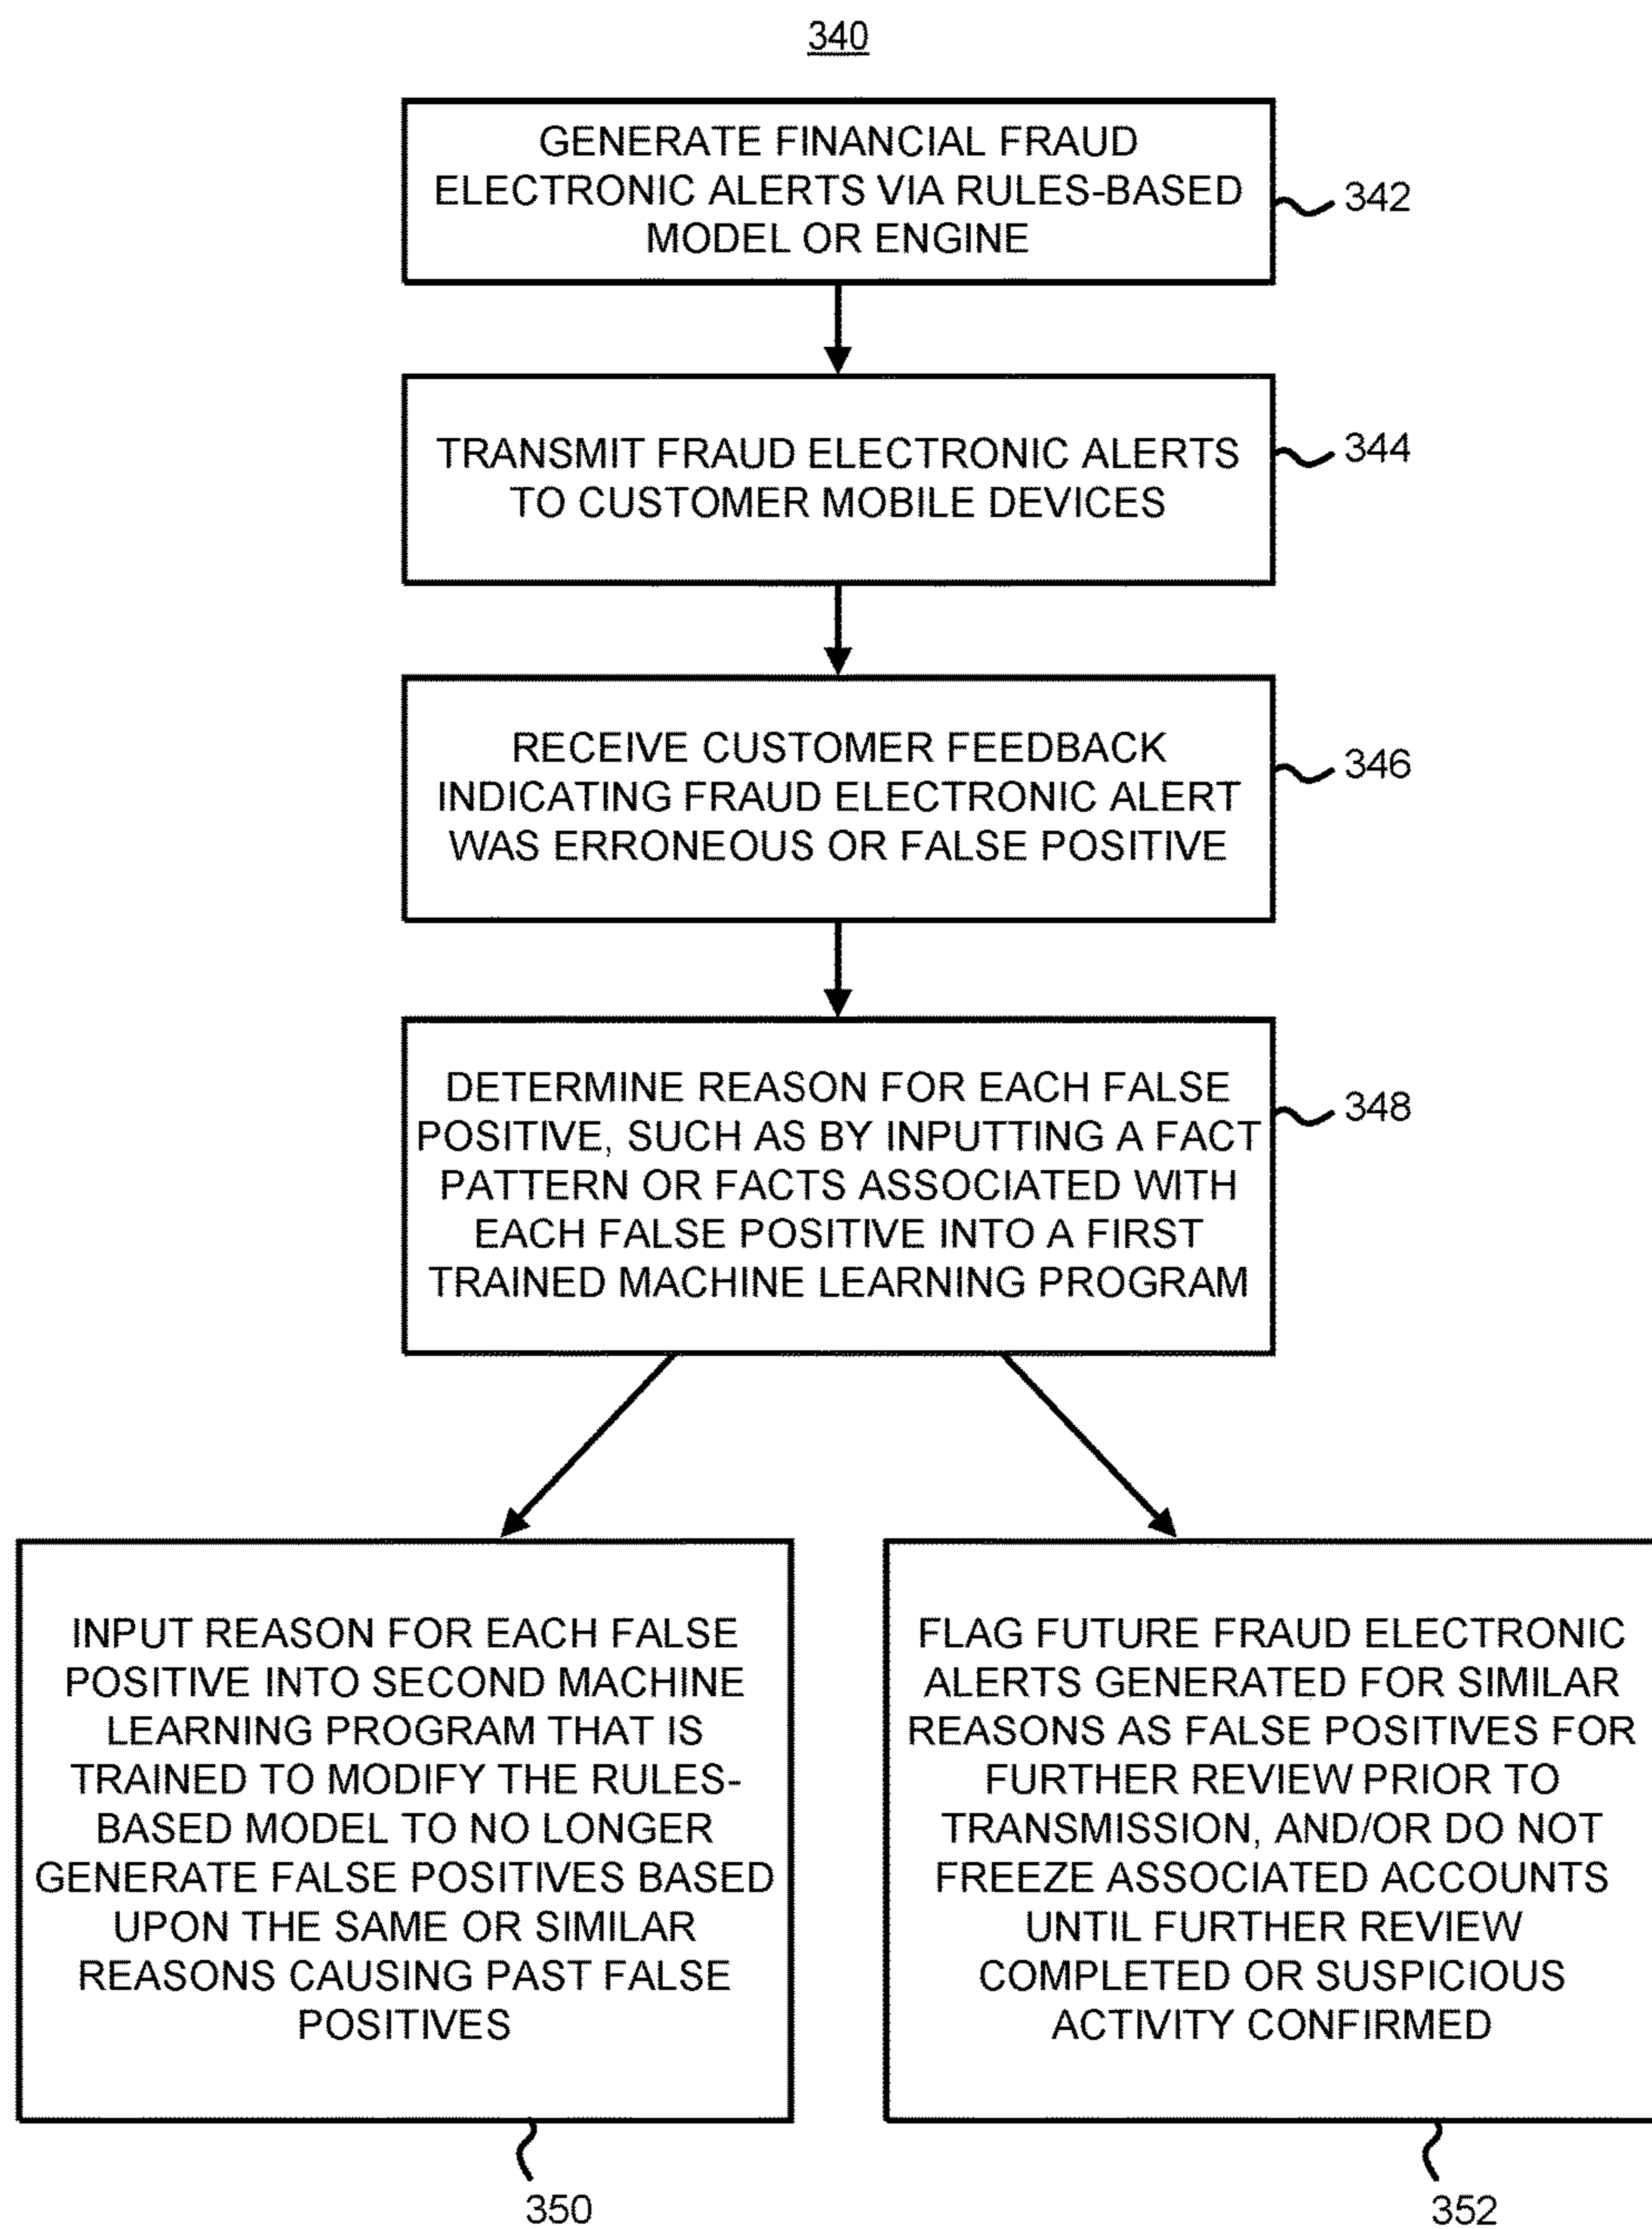 340
GENERATE FINANCIAL FRAUD
ELECTRONIC ALERTS VIA RULES-BASED
MODEL OR ENGINE
342
TRANSMIT FRAUD ELECTRONIC ALERTS
TO CUSTOMER MOBILE DEVICES
344
RECEIVE CUSTOMER FEEDBACK
INDICATING FRAUD ELECTRONIC ALERT
WAS ERRONEOUS OR FALSE POSITIVE
346
DETERMINE REASON FOR EACH FALSE
POSITIVE, SUCH AS BY INPUTTING A FACT
PATTERN OR FACTS ASSOCIATED WITH
EACH FALSE POSITIVE INTO A FIRST
TRAINED MACHINE LEARNING PROGRAM
348
INPUT REASON FOR EACH FALSE
POSITIVE INTO SECOND MACHINE
LEARNING PROGRAM THAT IS
TRAINED TO MODIFY THE RULES-
BASED MODEL TO NO LONGER
GENERATE FALSE POSITIVES BASED
UPON THE SAME OR SIMILAR
REASONS CAUSING PAST FALSE
POSITIVES
350
FLAG FUTURE FRAUD ELECTRONIC
ALERTS GENERATED FOR SIMILAR
REASONS AS FALSE POSITIVES FOR
FURTHER REVIEW PRIOR TO
TRANSMISSION, AND/OR DO NOT
FREEZE ASSOCIATED ACCOUNTS
UNTIL FURTHER REVIEW
COMPLETED OR SUSPICIOUS
ACTIVITY CONFIRMED
352